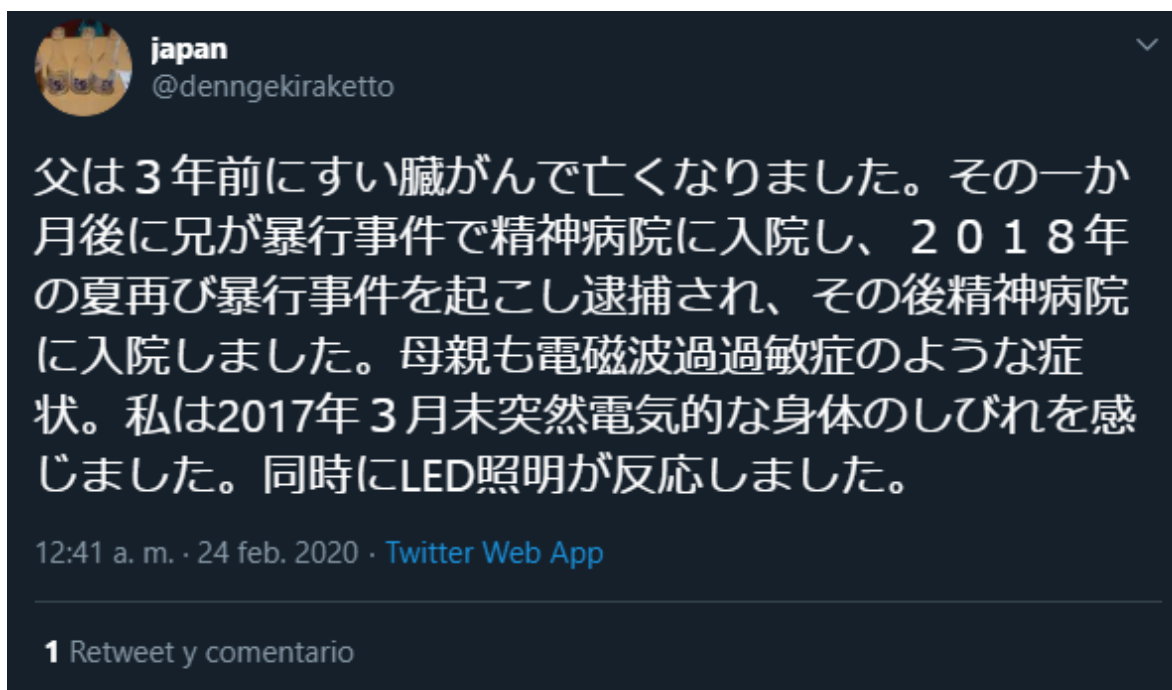 japan
@denngekiraketto
父は３年前にすい臓がんで亡くなりました。その一か
月後に兄が暴行事件で精神病院に入院し、２０１８年
の夏再び暴行事件を起こし逮捕され、その後精神病院
に入院しました。母親も電磁波過過敏症のような症
状。私は2017年３月末突然電気的な身体のしびれを感
じました。同時にLED照明が反応しました。
12:41 a. m. · 24 feb. 2020 · Twitter Web App
1 Retweet y comentario